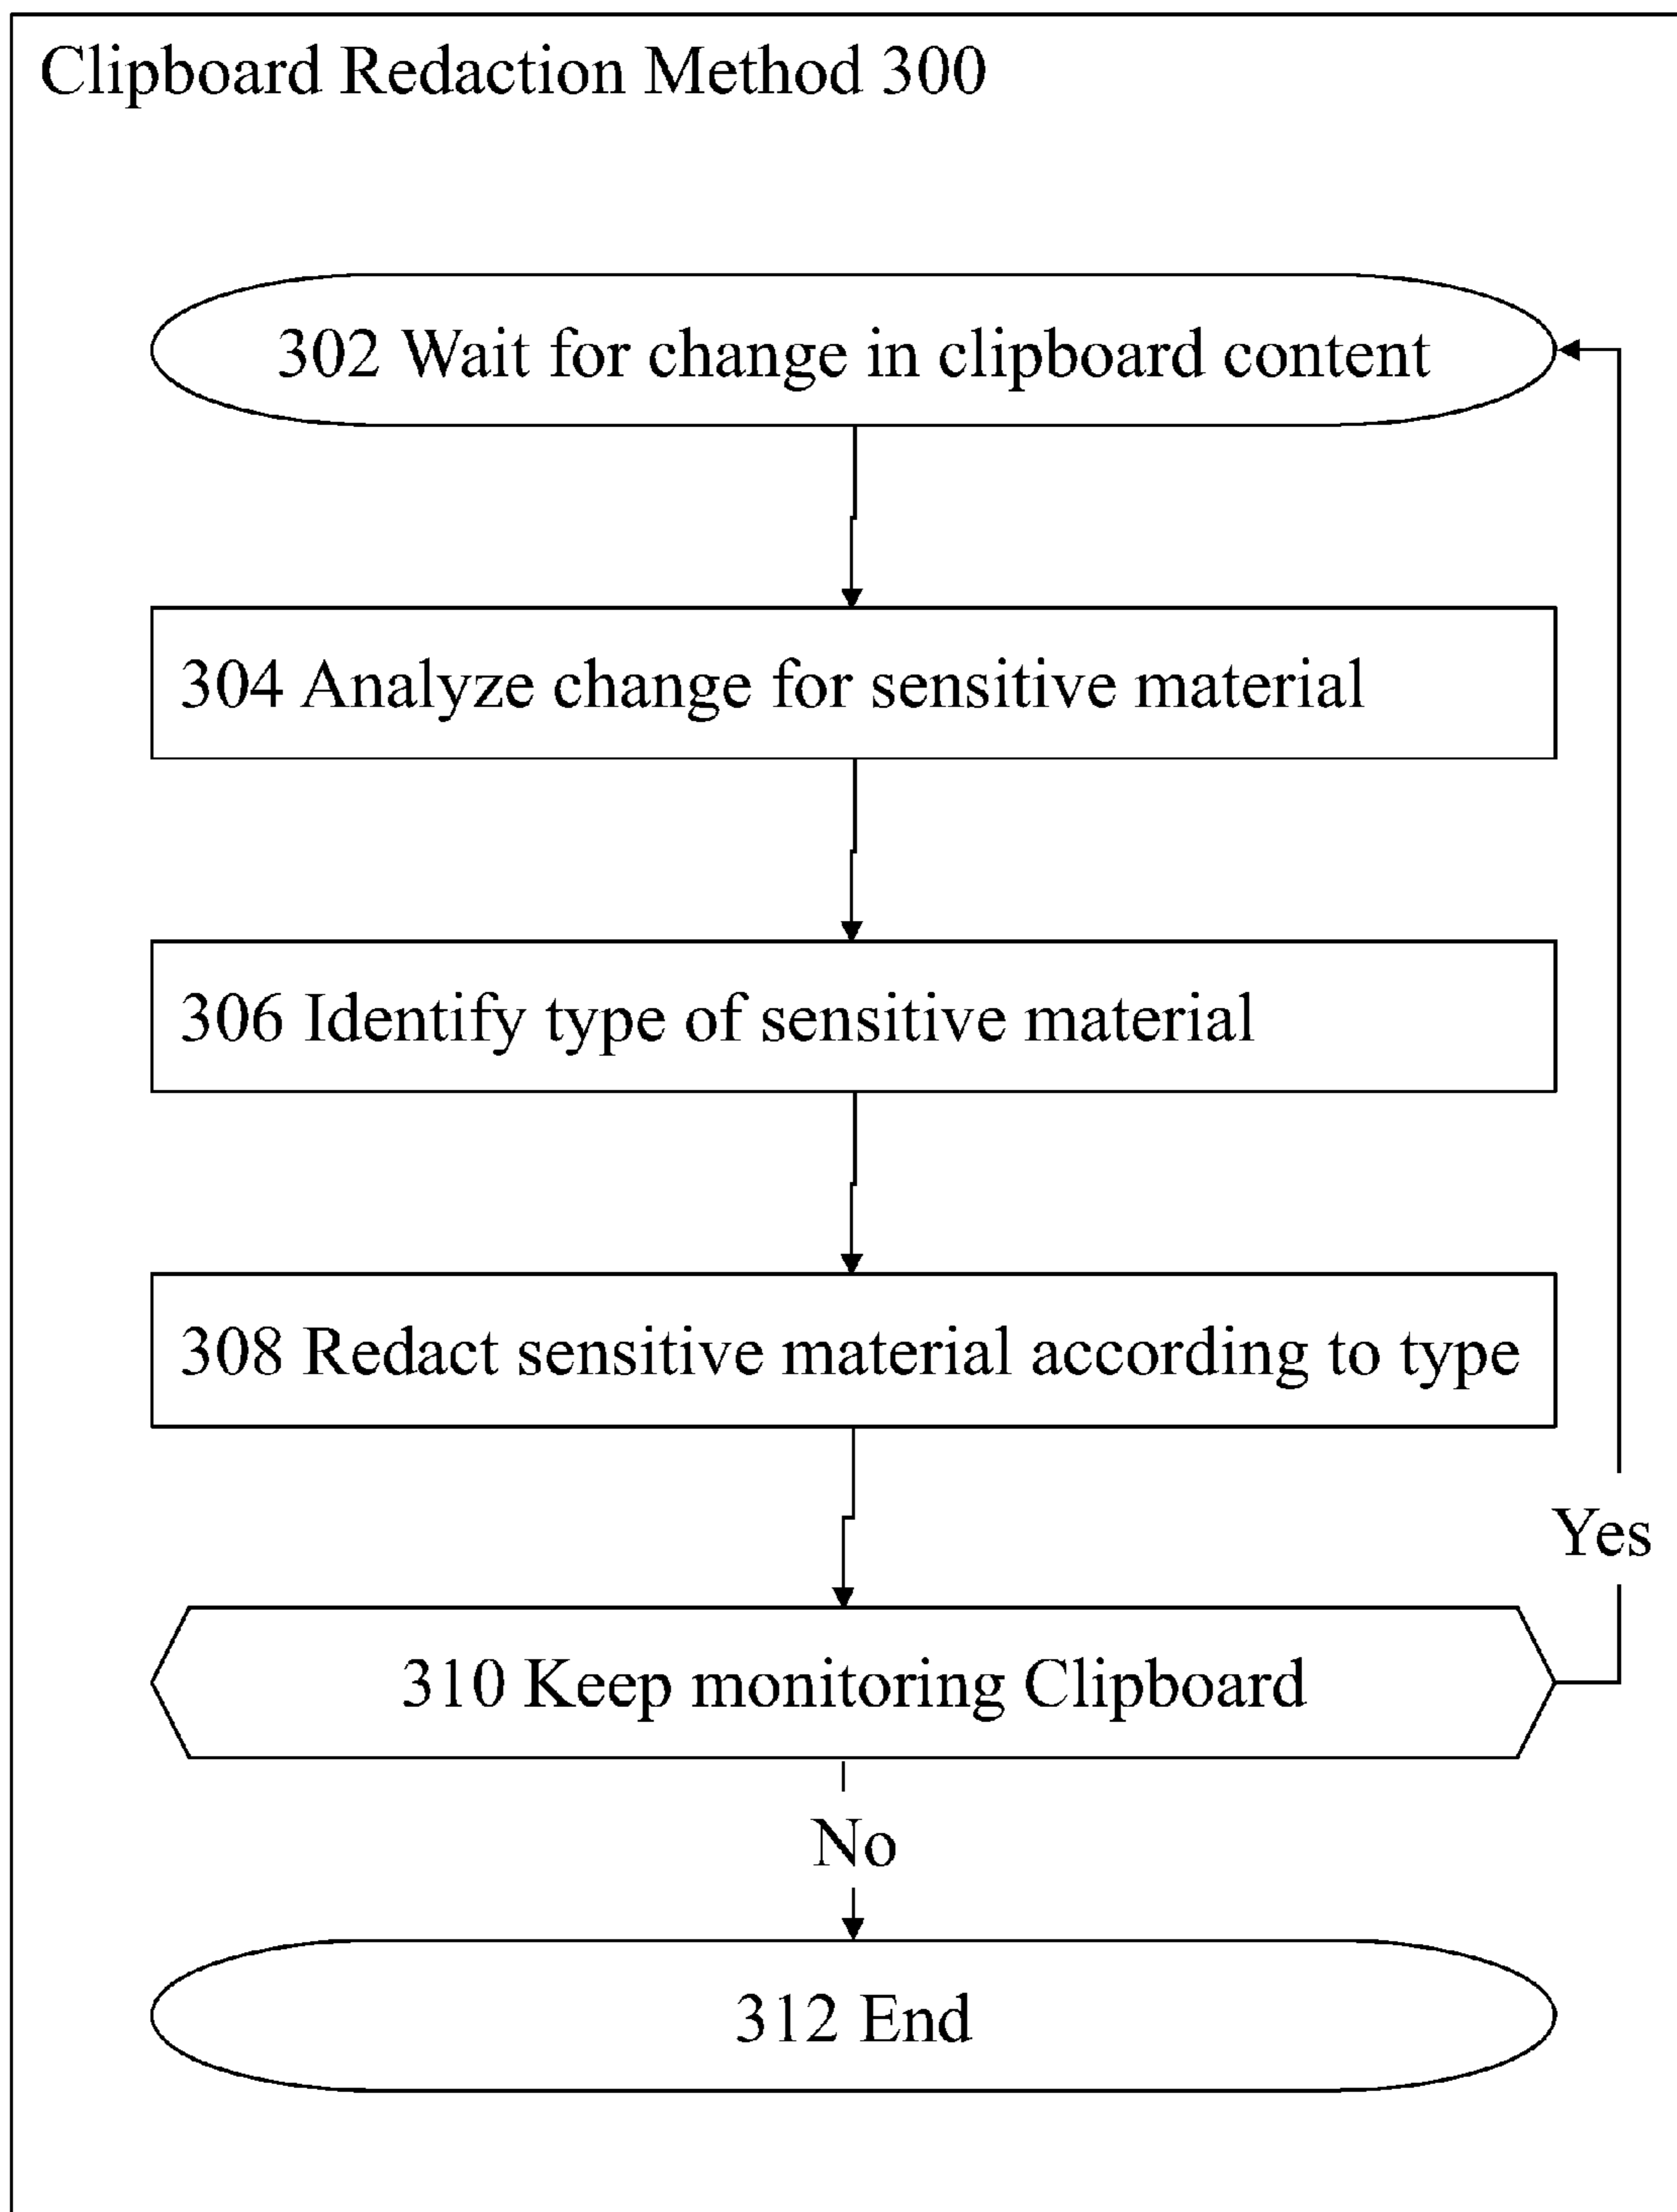 Clipboard Redaction Method 300
302 Wait for change in clipboard content
304 Analyze change for sensitive material
306 Identify type of sensitive material
308 Redact sensitive material according to type
Yes
310 Keep monitoring Clipboard
No
312 End